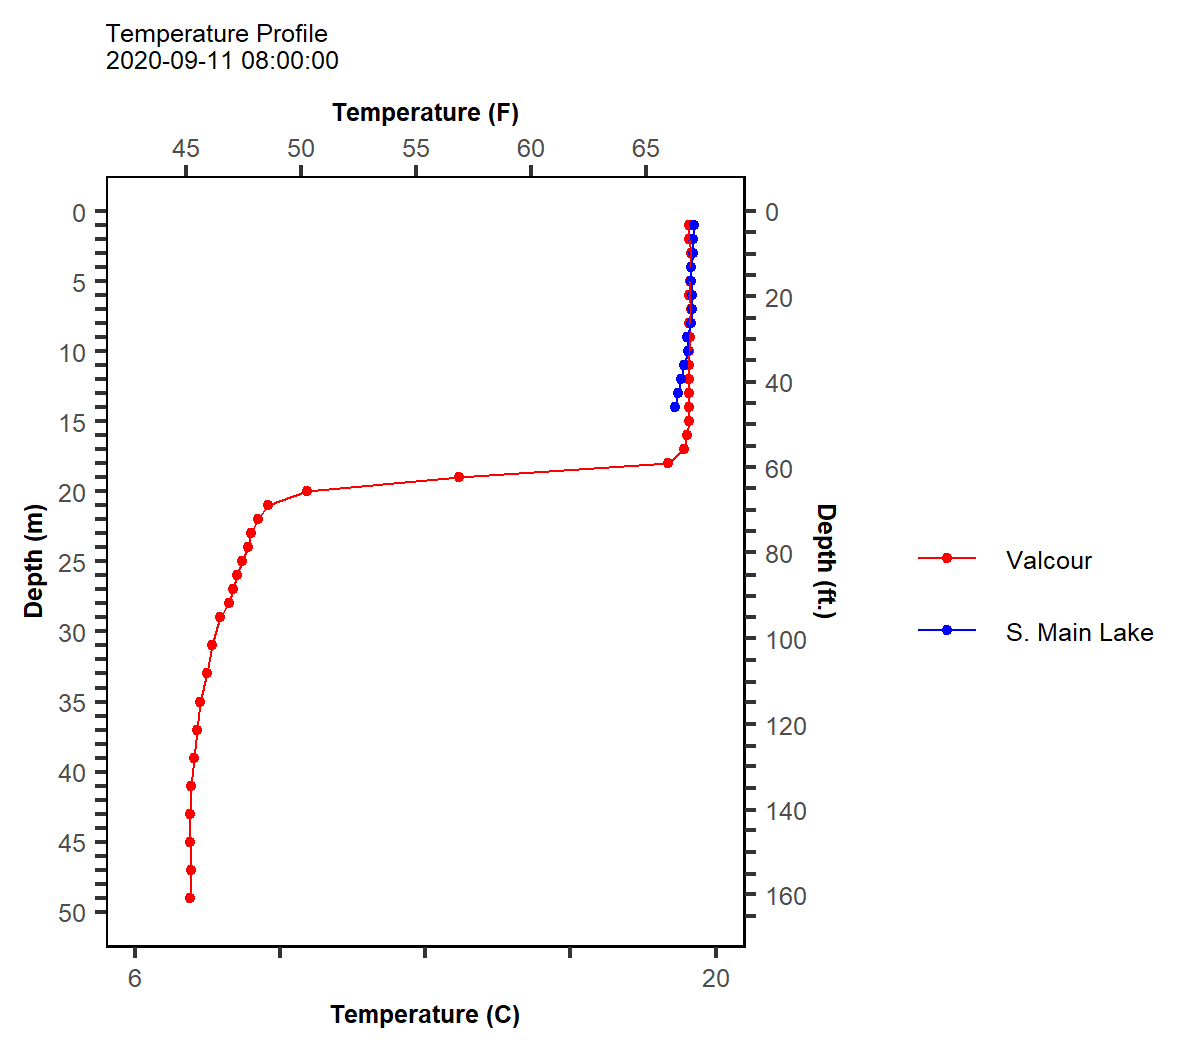 Temperature Profile
2020-09-11 08:00:00
Temperature (F)
45 50 55 60 65
0
5
10
15
20
25
30
35
40
45
50
Depth (m)
0
20
40
60
80
100
120
140
160
Depth (ft.)
Valcour
S. Main Lake
6 20
Temperature (C)